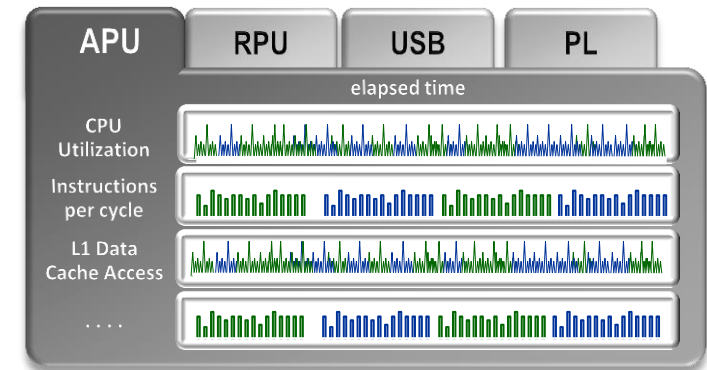 APU
RPU
USB
PL
elapsed time
CPU
Utilization
Instructions
per cycle
L1 Data
Cache Access
. . . .